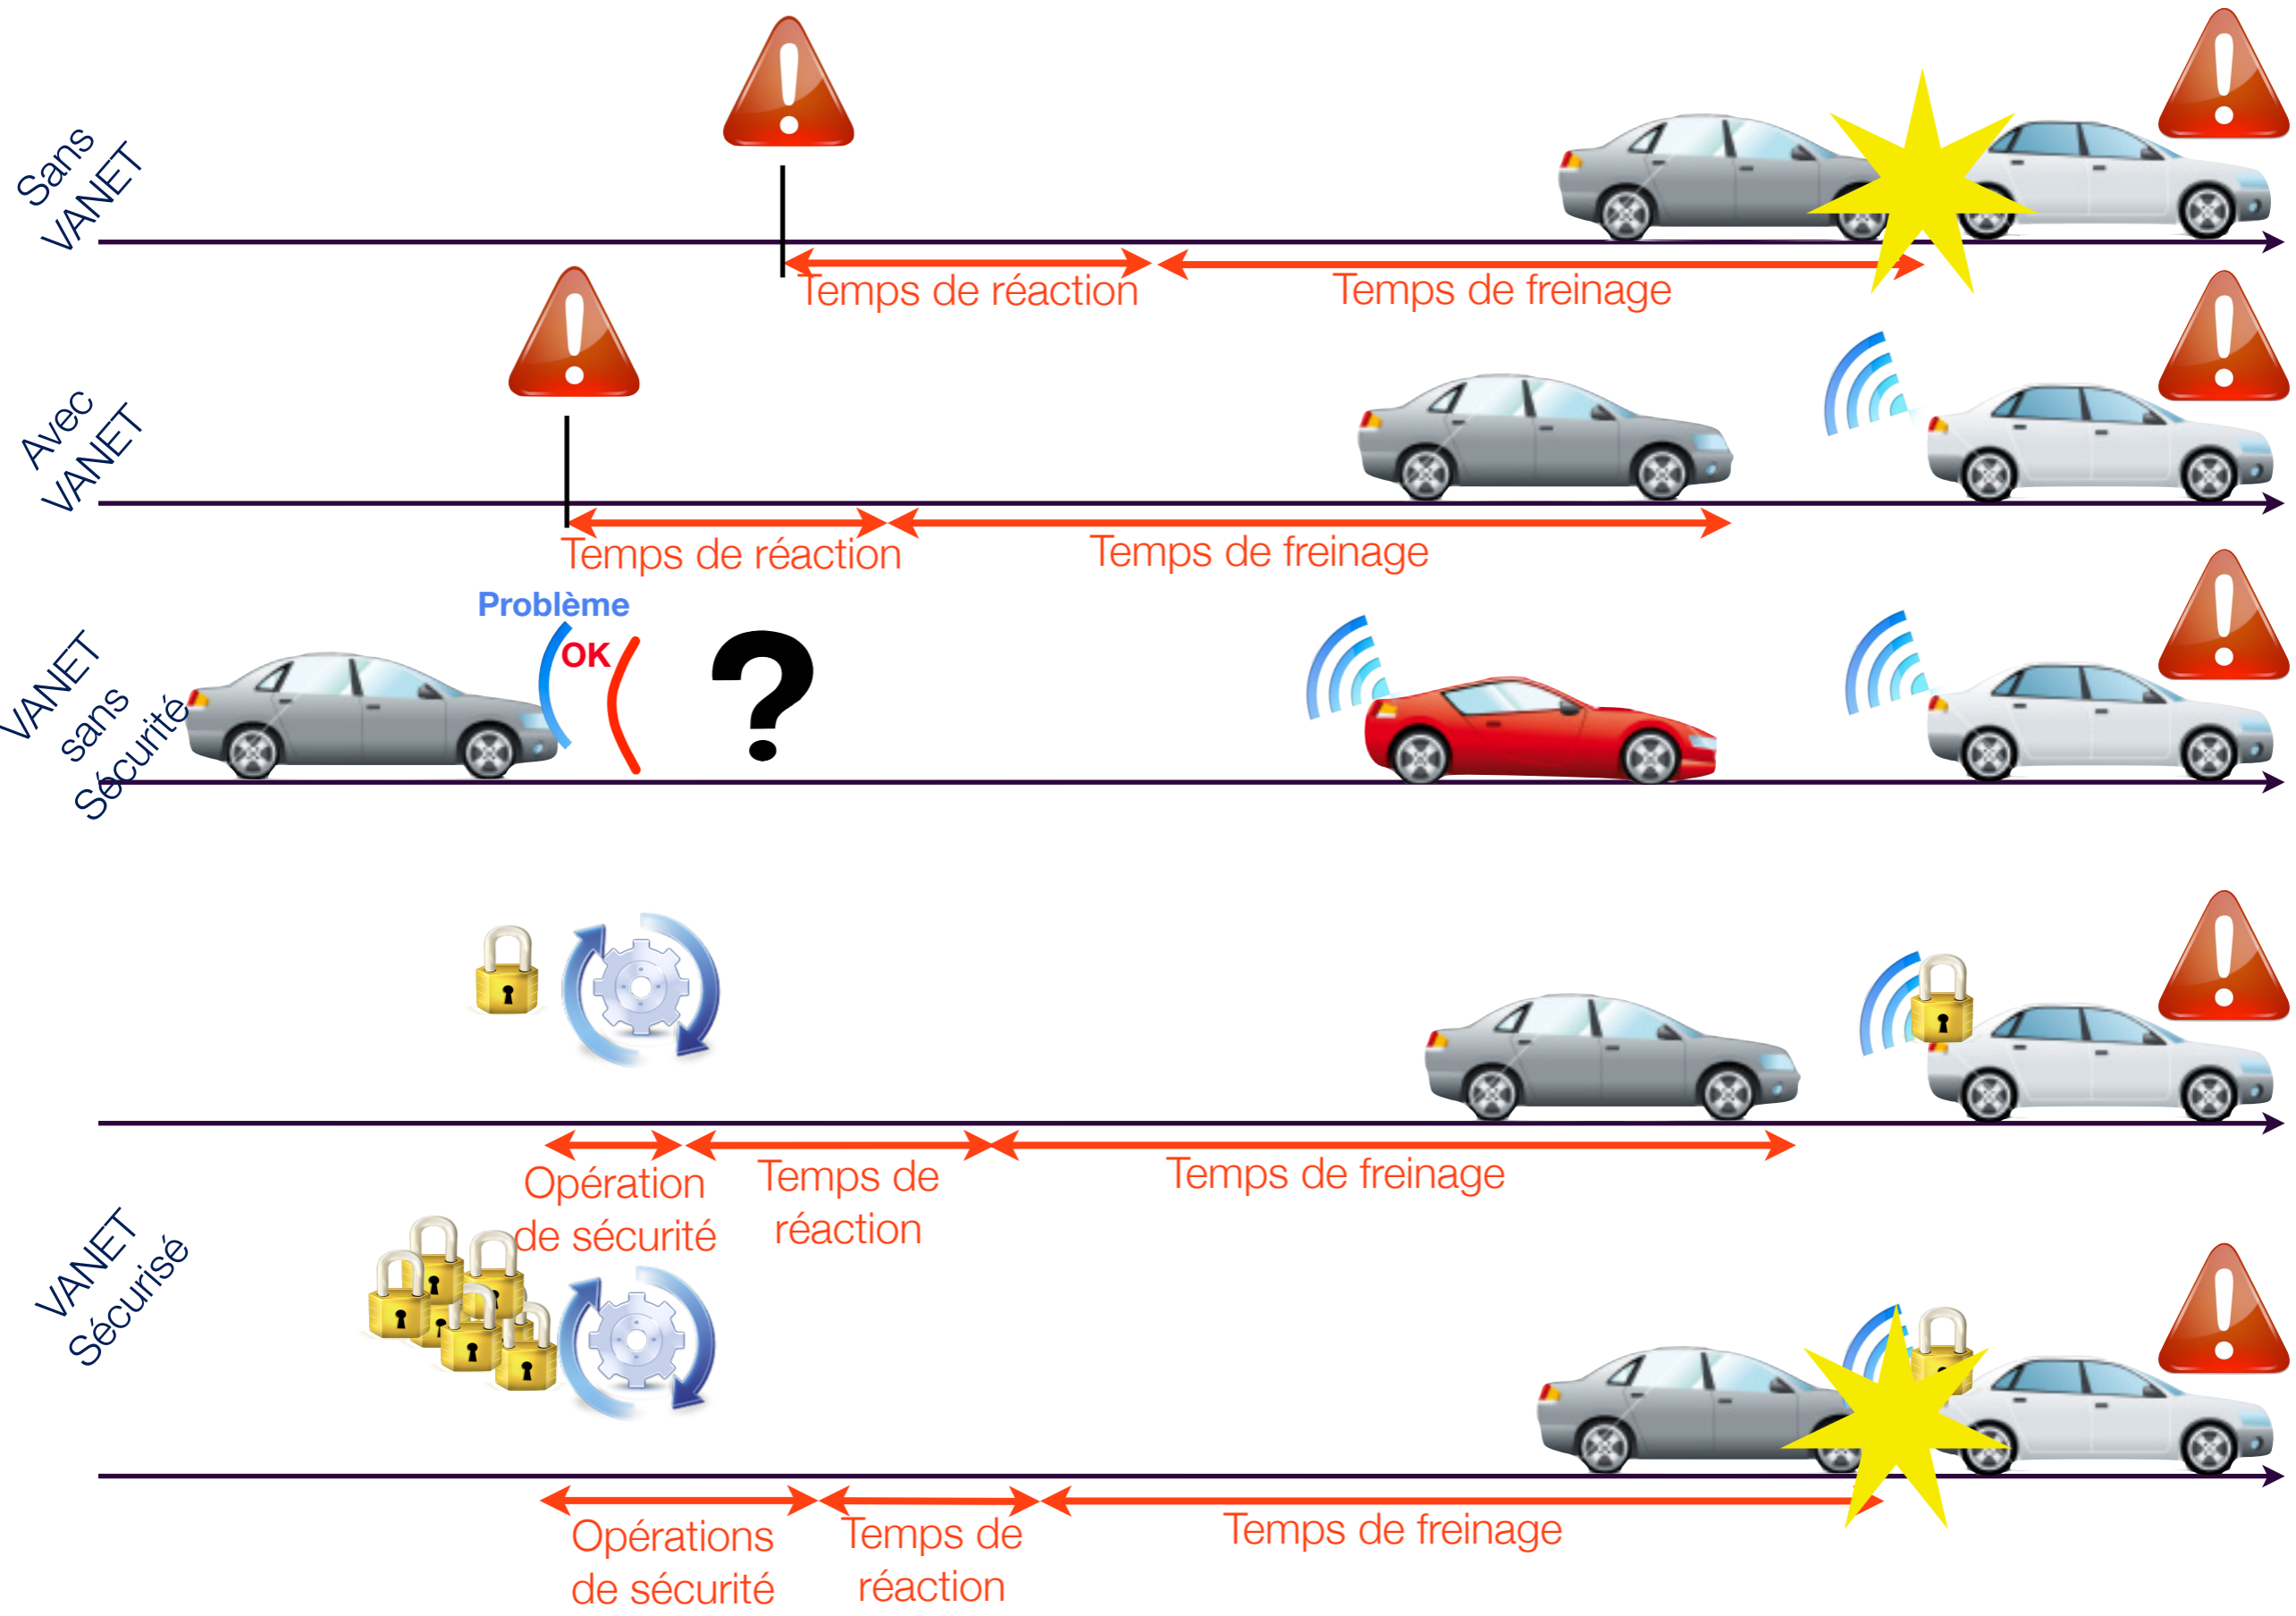 Sans
VANET
Temps de réaction
Temps de freinage
Avec
VANET
Temps de réaction
Temps de freinage
VANET
sans
Sécurité
Problème
OK
?
Opération
de sécurité
Temps de
réaction
Temps de freinage
VANET
Sécurisé
Opérations
de sécurité
Temps de
réaction
Temps de freinage